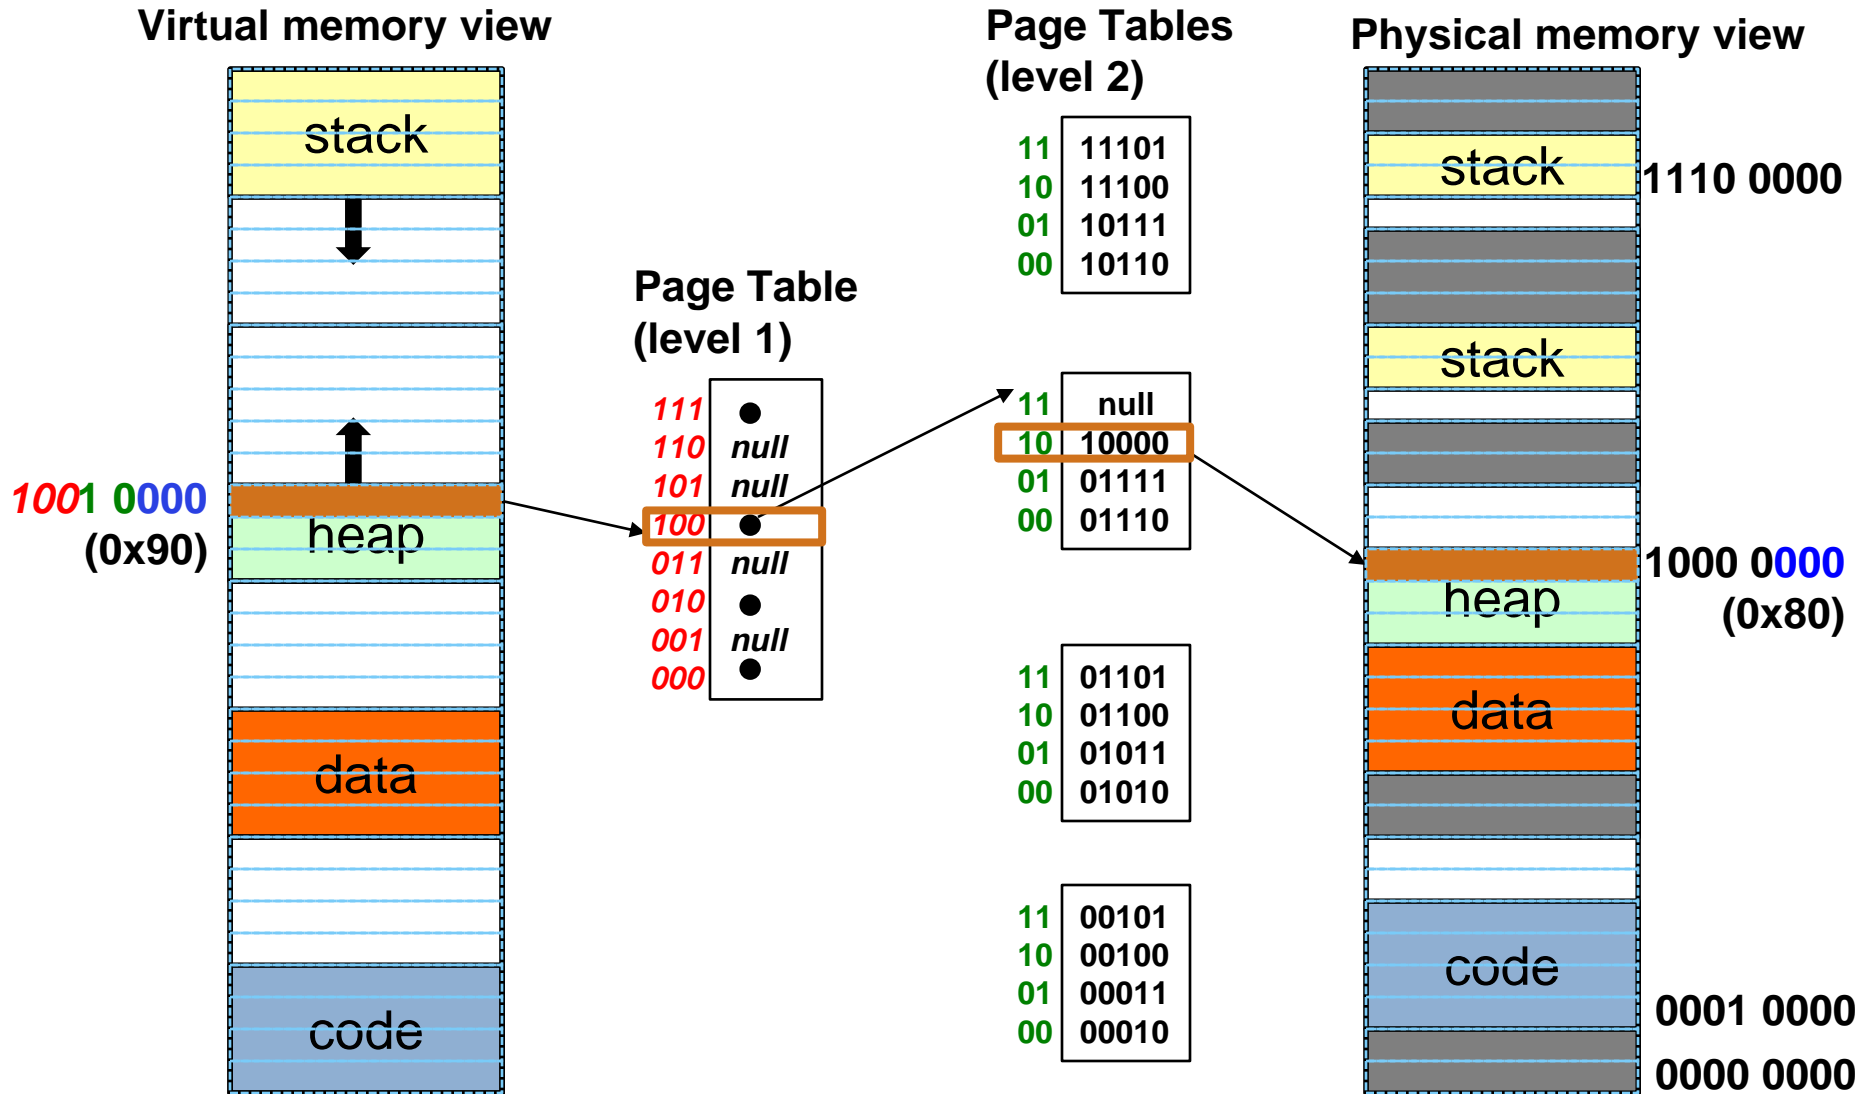 Virtual memory view
stack
heap
data
code
1001 0000
(0x90)
Page Table
(level 1)
111
110 null
101 null
100
011 null
010
001 null
000
Page Tables
(level 2)
11 11101
10 11100
01 10111
00 10110
11 null
10 10000
01 01111
00 01110
11 01101
10 01100
01 01011
00 01010
11 00101
10 00100
01 00011
00 00010
Physical memory view
stack
1110 0000
stack
1000 0000
heap
(0x80)
data
code
0001 0000
0000 0000